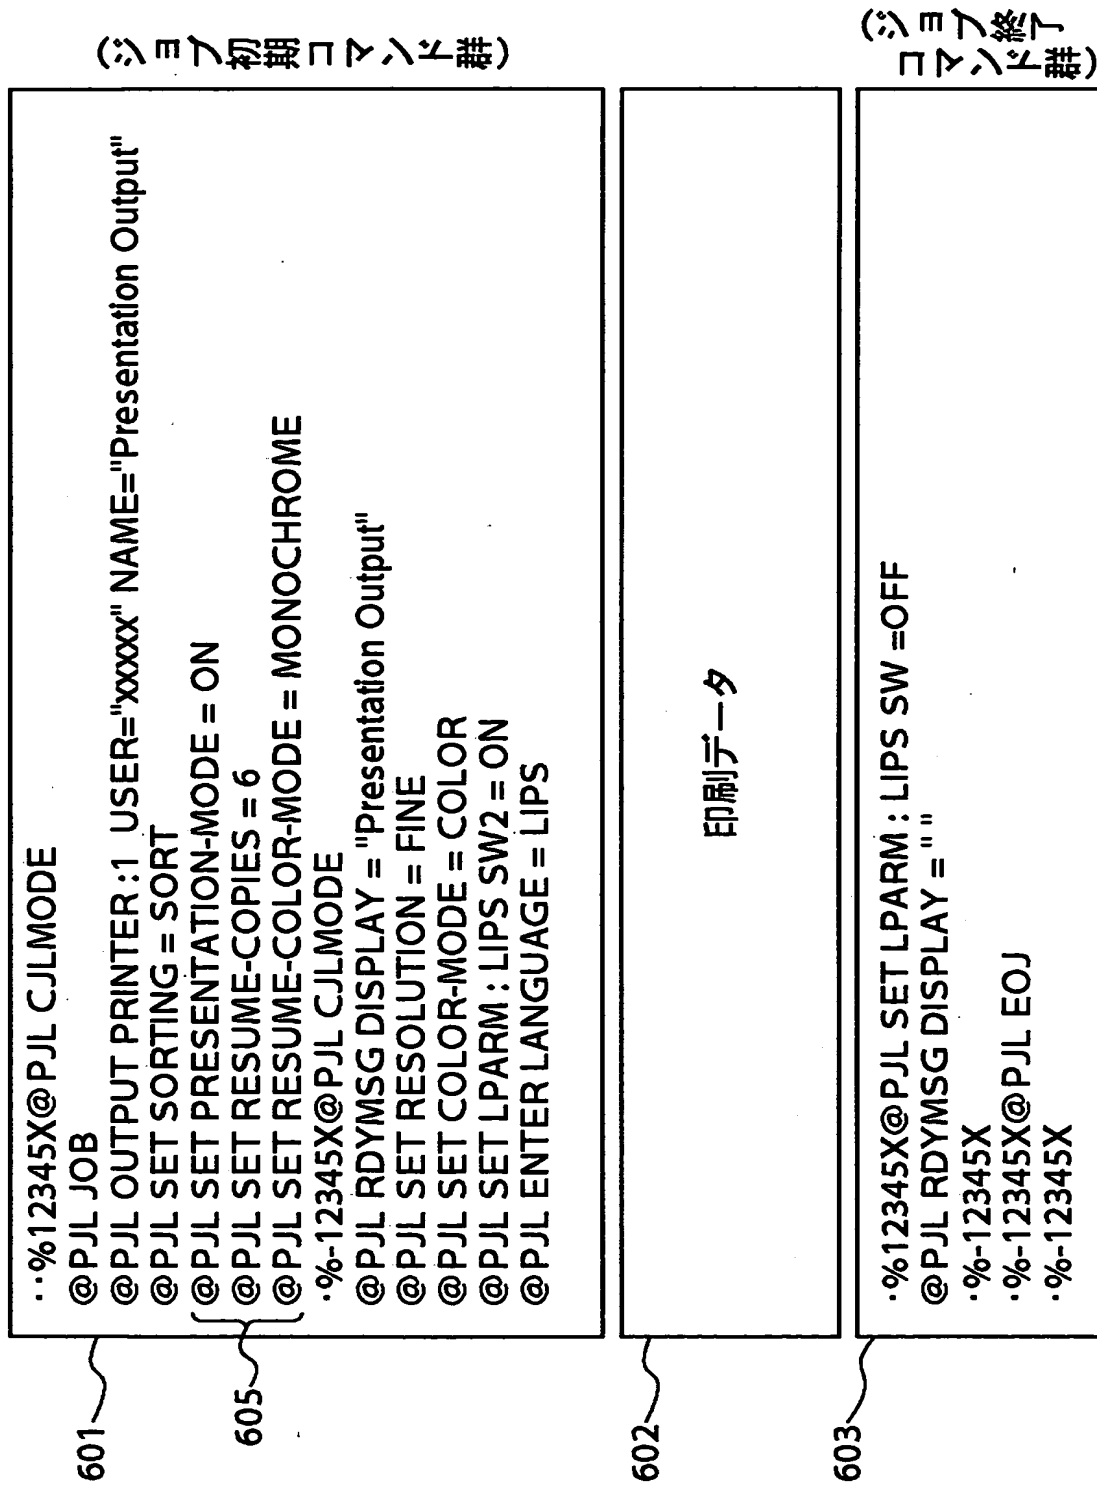 (ジョブ初期コマンド群)
601
‥%12345X@PJL CJLMODE
@PJL JOB
@PJL OUTPUT PRINTER :1 USER="xxxxx" NAME="Presentation Output"
@PJL SET SORTING = SORT
605
@PJL SET PRESENTATION-MODE = ON
@PJL SET RESUME-COPIES = 6
@PJL SET RESUME-COLOR-MODE = MONOCHROME
·%-12345X@PJL CJLMODE
@PJL RDYMSG DISPLAY = "Presentation Output"
@PJL SET RESOLUTION = FINE
@PJL SET COLOR-MODE = COLOR
@PJL SET LPARM : LIPS SW2 = ON
@PJL ENTER LANGUAGE = LIPS
602
印刷データ
(ジョブ終了
コマンド群)
603
·%12345X@PJL SET LPARM : LIPS SW =OFF
@PJL RDYMSG DISPLAY = " "
·%-12345X
·%-12345X@PJL EOJ
·%-12345X